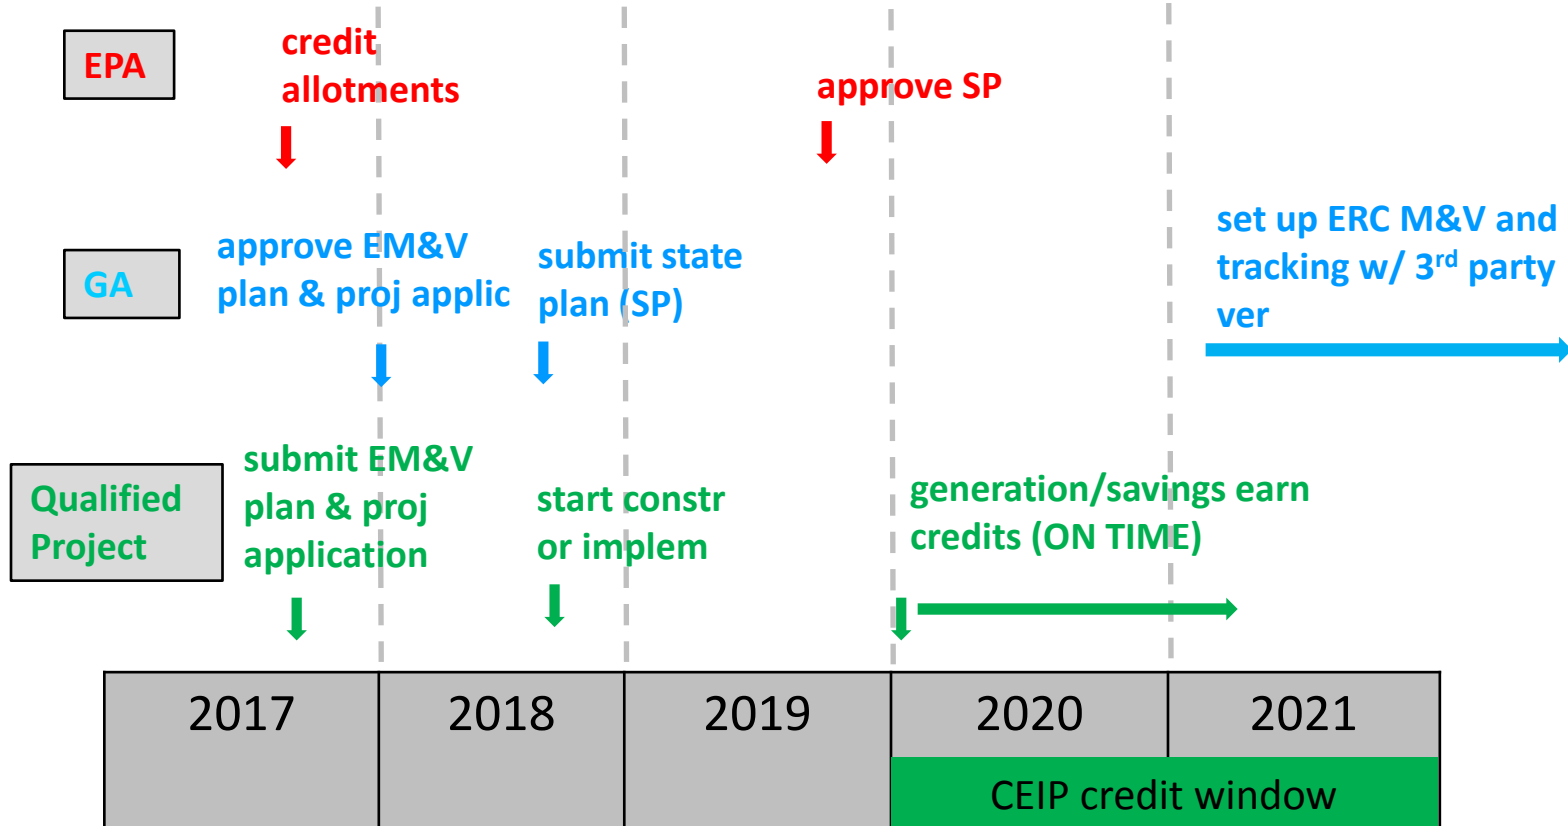 EPA
credit
allotments
approve SP
GA
approve EM&V
plan & proj applic
submit state
plan (SP)
set up ERC M&V and
tracking w/ 3rd party
ver
Qualified
Project
submit EM&V
plan & proj
application
start constr
or implem
generation/savings earn
credits (ON TIME)
2017
2018
2019
2020
2021
CEIP credit window